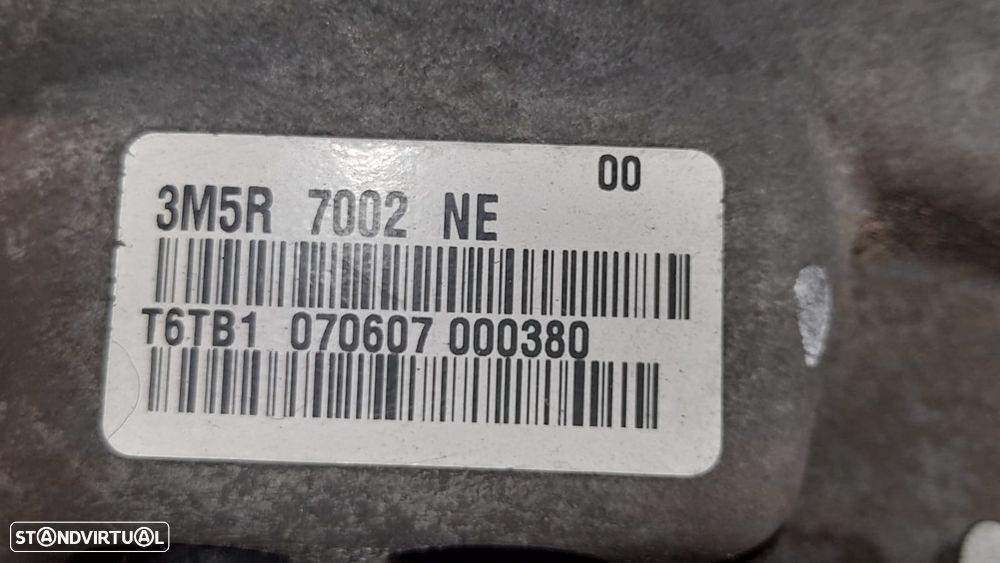 00
3M5R 7002 NE
T6TB1 070607 000380
STANDVIRTUAL